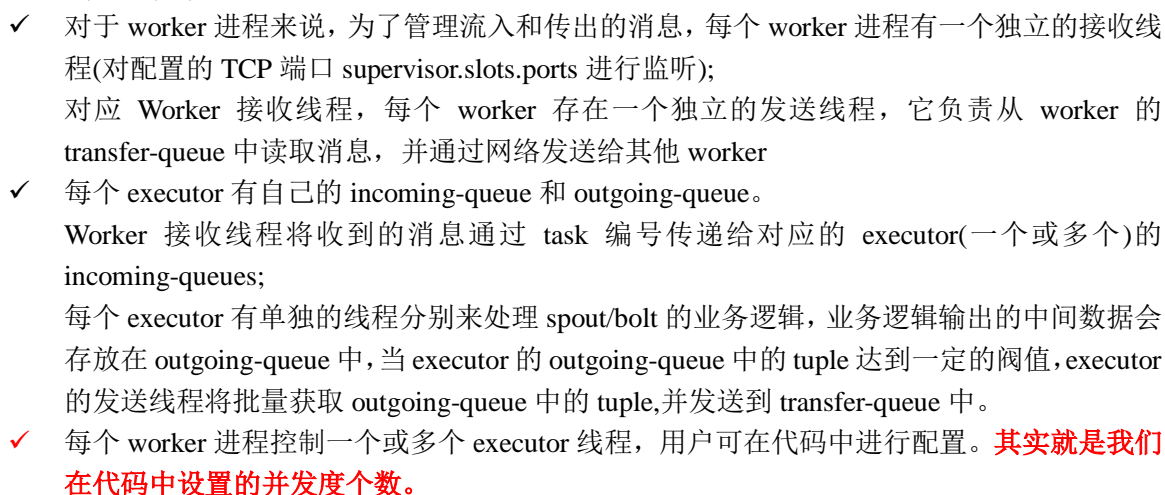 ✓ 对于 worker 进程来说，为了管理流入和传出的消息，每个 worker 进程有一个独立的接收线
程(对配置的 TCP 端口 supervisor.slots.ports 进行监听);
对应 Worker 接收线程，每个 worker 存在一个独立的发送线程，它负责从 worker 的
transfer-queue 中读取消息，并通过网络发送给其他 worker
✓ 每个 executor 有自己的 incoming-queue 和 outgoing-queue。
Worker 接收线程将收到的消息通过 task 编号传递给对应的 executor(一个或多个)的
incoming-queues;
每个 executor 有单独的线程分别来处理 spout/bolt 的业务逻辑，业务逻辑输出的中间数据会
存放在 outgoing-queue 中，当 executor 的 outgoing-queue 中的 tuple 达到一定的阀值，executor
的发送线程将批量获取 outgoing-queue 中的 tuple,并发送到 transfer-queue 中。
✓ 每个 worker 进程控制一个或多个 executor 线程，用户可在代码中进行配置。其实就是我们
在代码中设置的并发度个数。